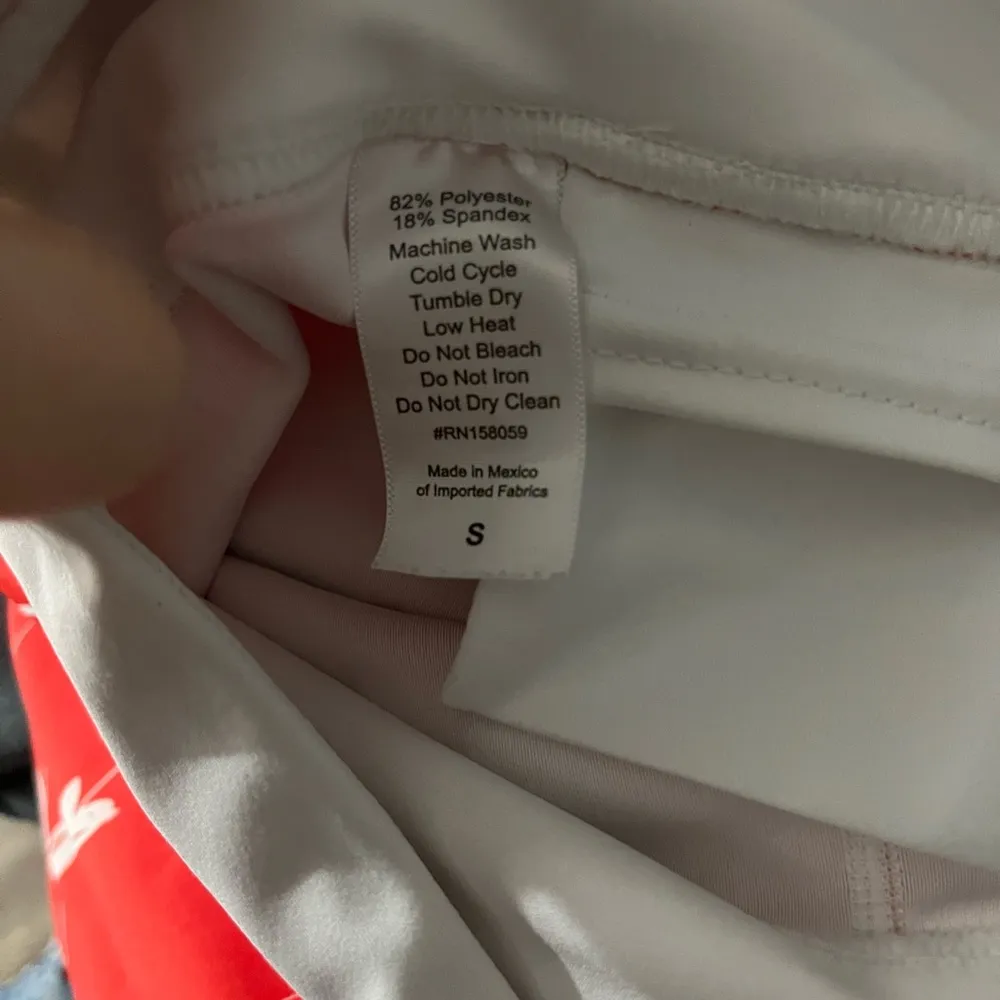 82% Polyester
18% Spandex
Machine Wash
Cold Cycle
Tumble Dry
Low Heat
Do Not Bleach
Do Not Iron
Do Not Dry Clean
#RN158059
Made in Mexico
of Imported Fabrics
S